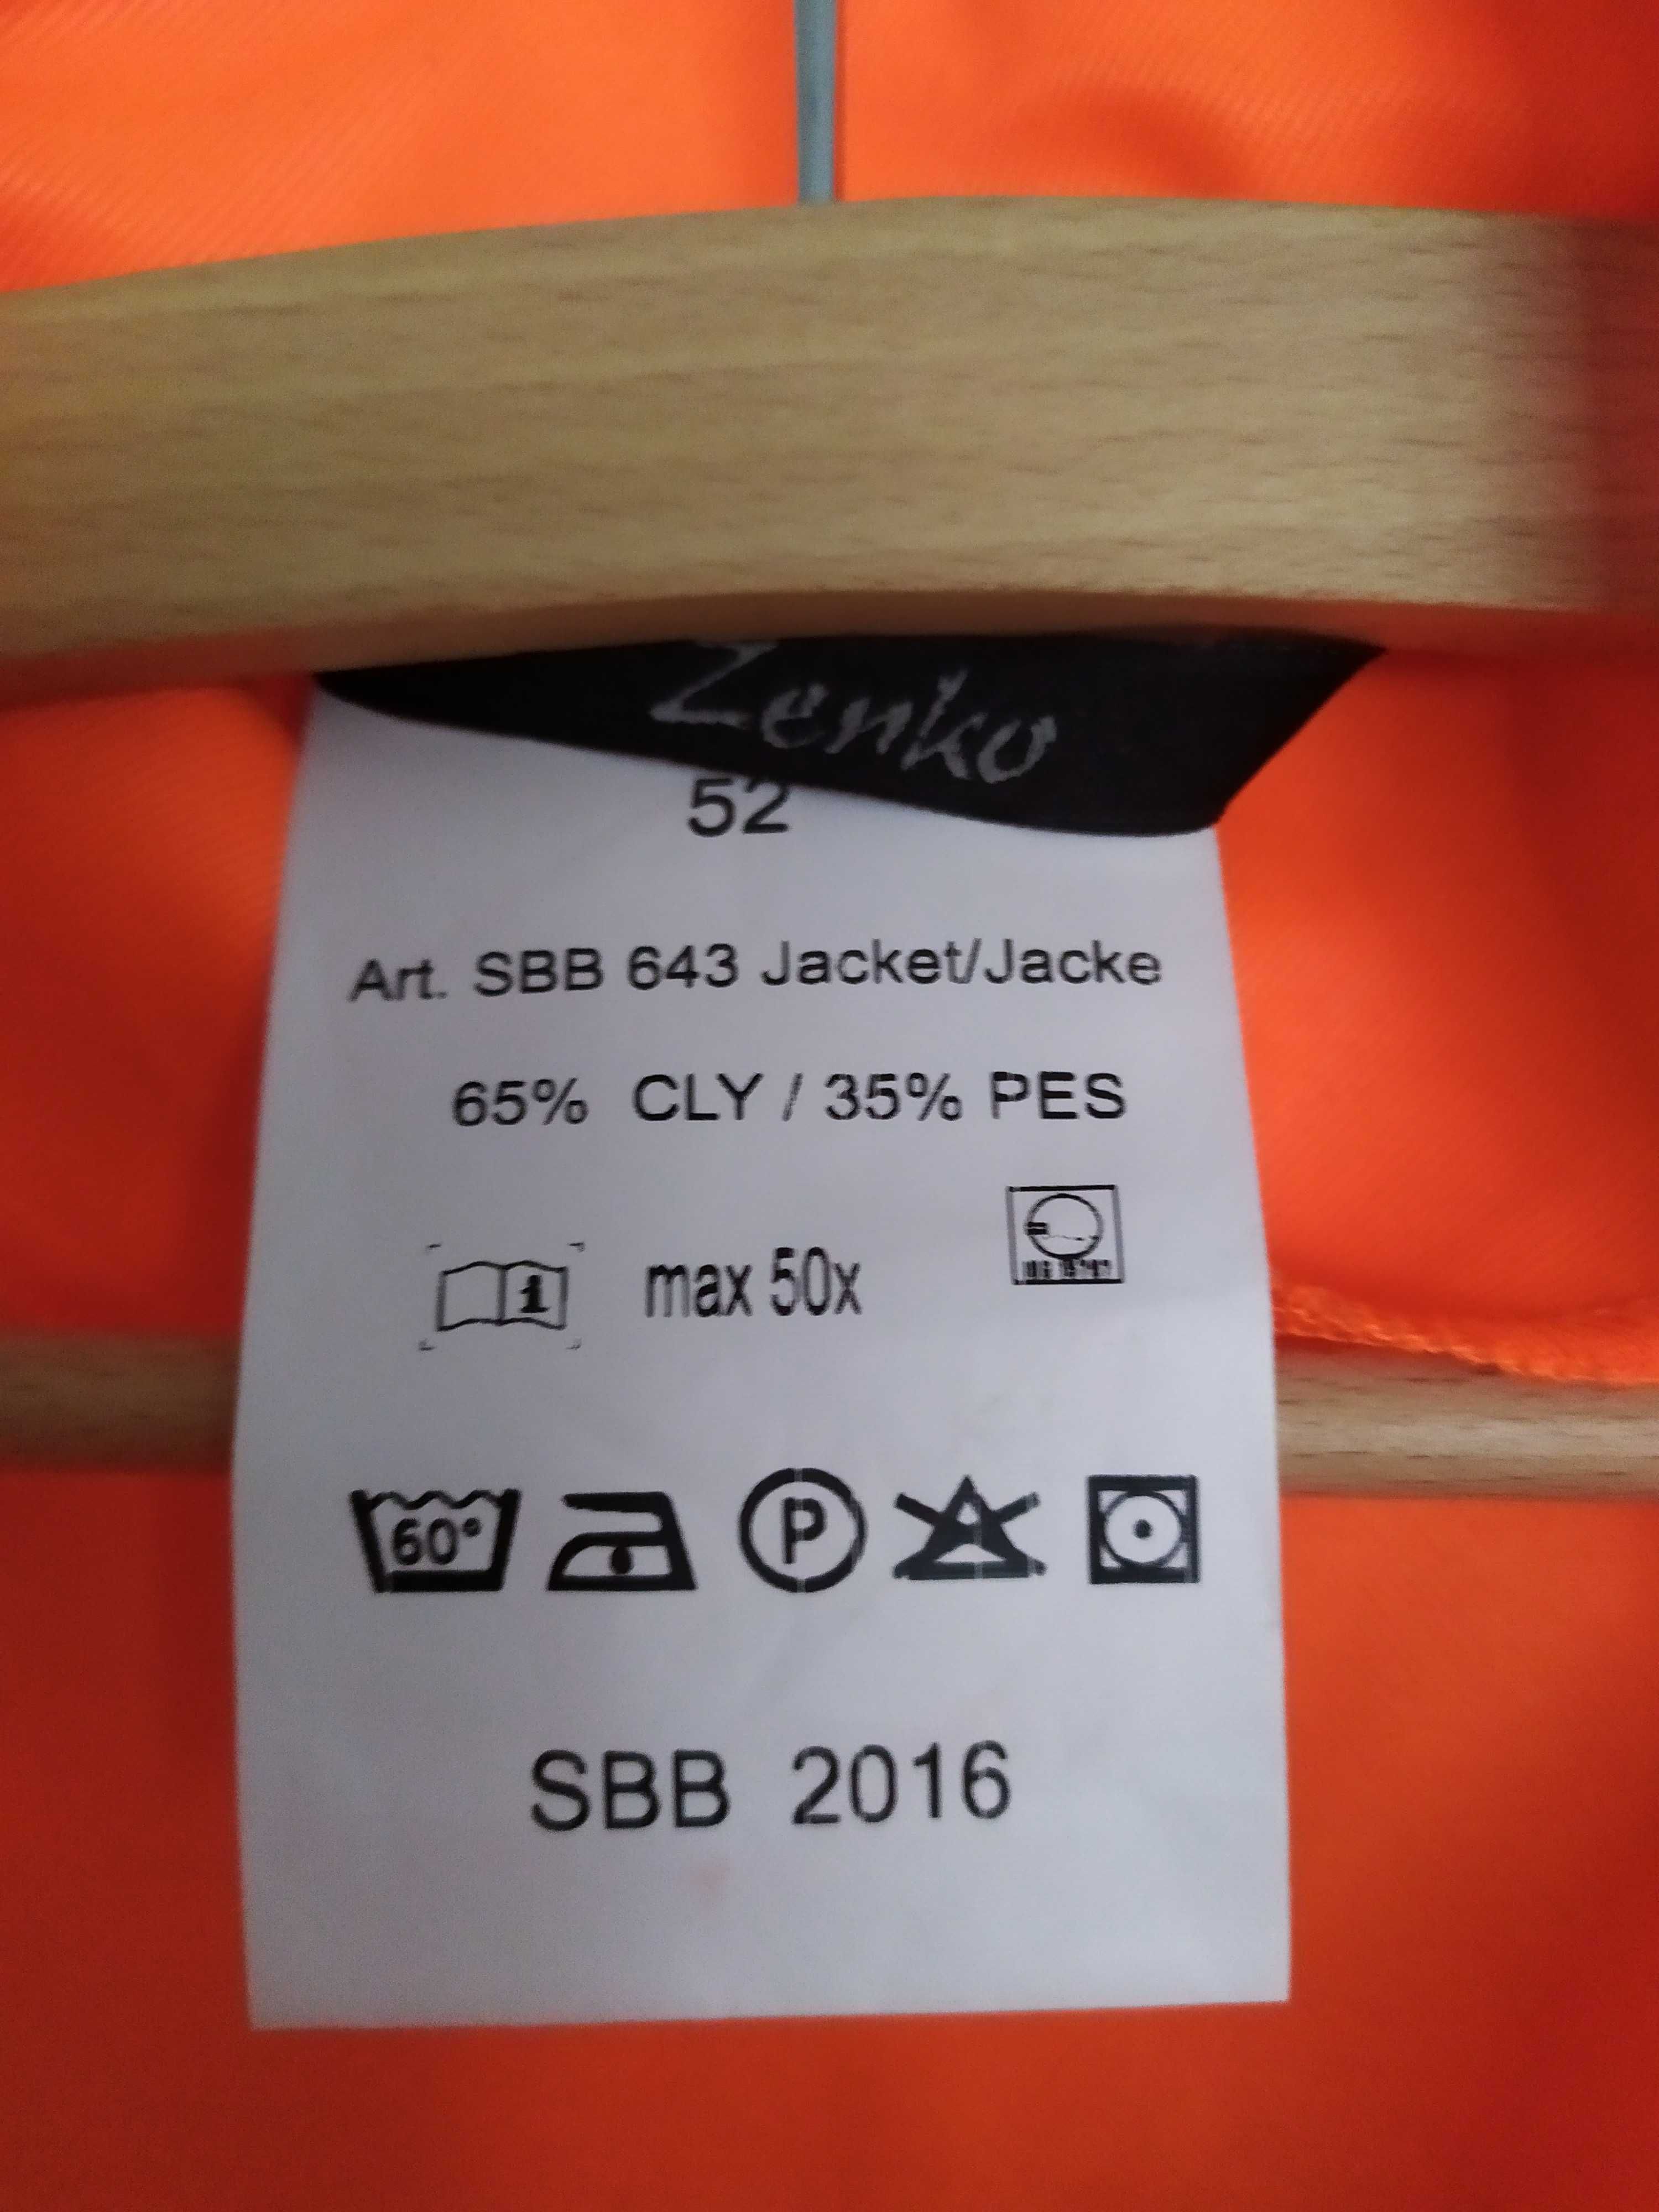 Zenko
52
Art. SBB 643 Jacket/Jacke
65% CLY / 35% PES
i max 50x
60° P
SBB 2016